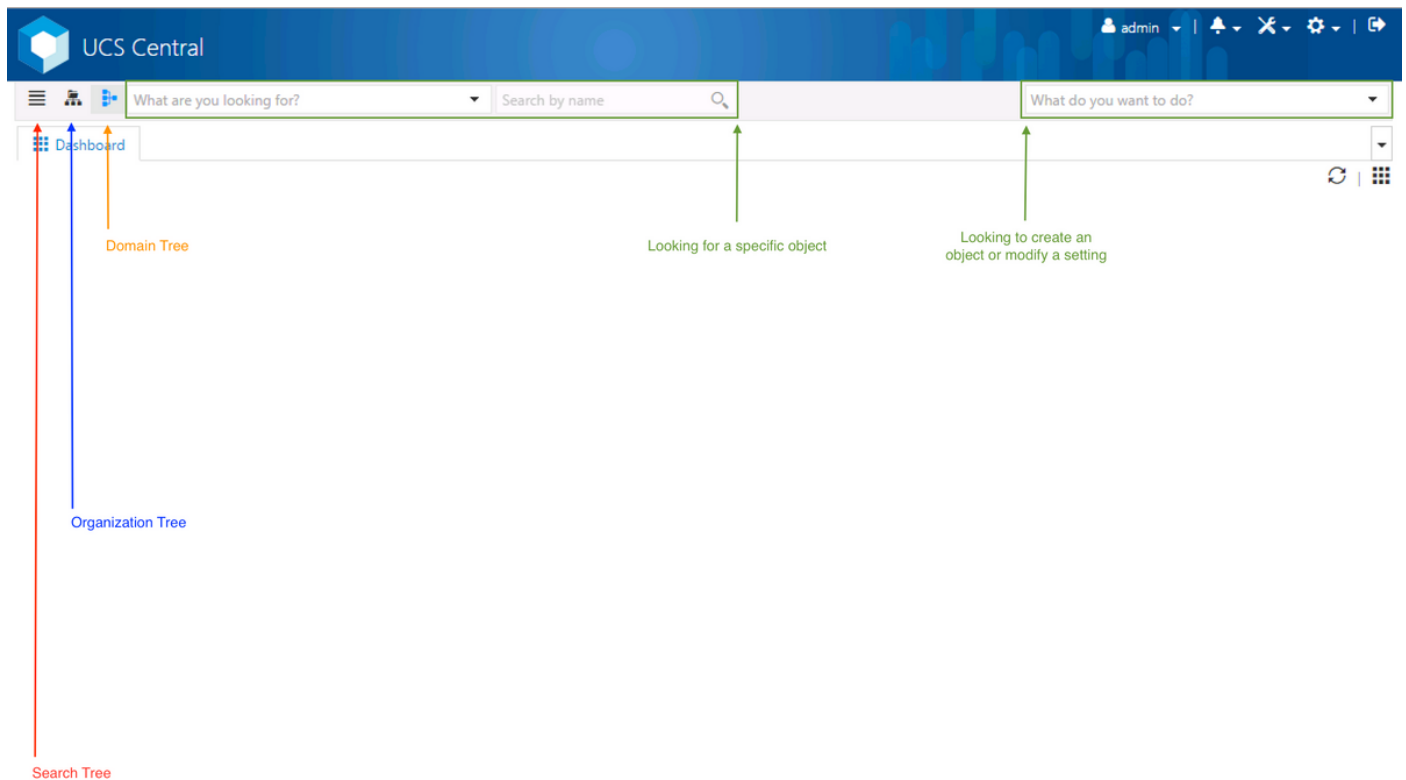 UCS Central
admin
What are you looking for?
Search by name
What do you want to do?
Dashboard
Domain Tree
Looking for a specific object
Looking to create an
object or modify a setting
Organization Tree
Search Tree